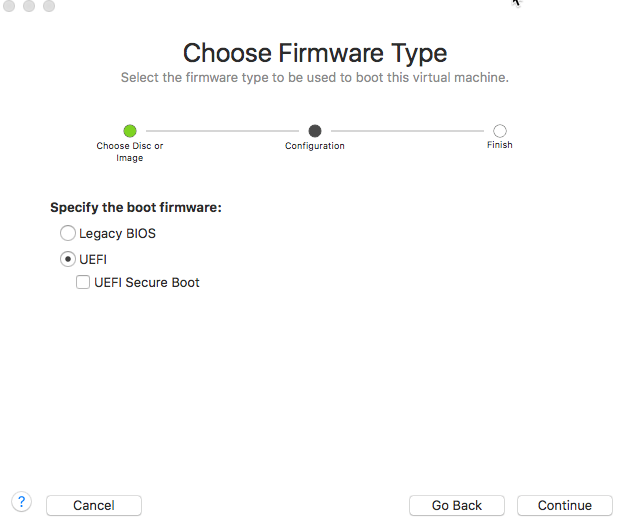 Choose Firmware Type
Select the firmware type to be used to boot this virtual machine.
Choose Disc or
Image
Configuration
Finish
Specify the boot firmware:
Legacy BIOS
UEFI
UEFI Secure Boot
?
Cancel
Go Back
Continue